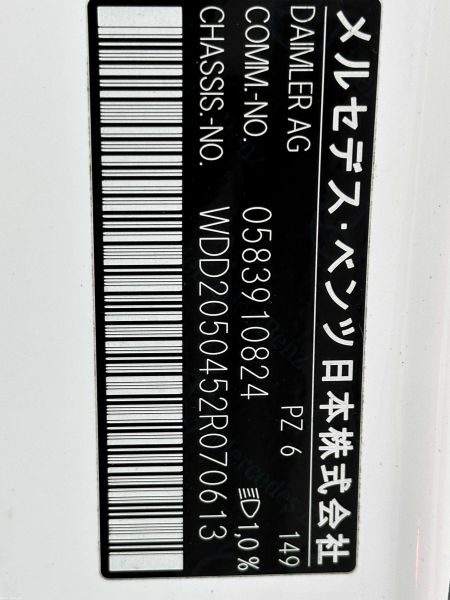 メルセデス・ベンツ日本株式会社
DAIMLER AG PZ 6 149
COMM.-NO. 0583910824 1,0%
CHASSIS.-NO. WDD2050452R070613